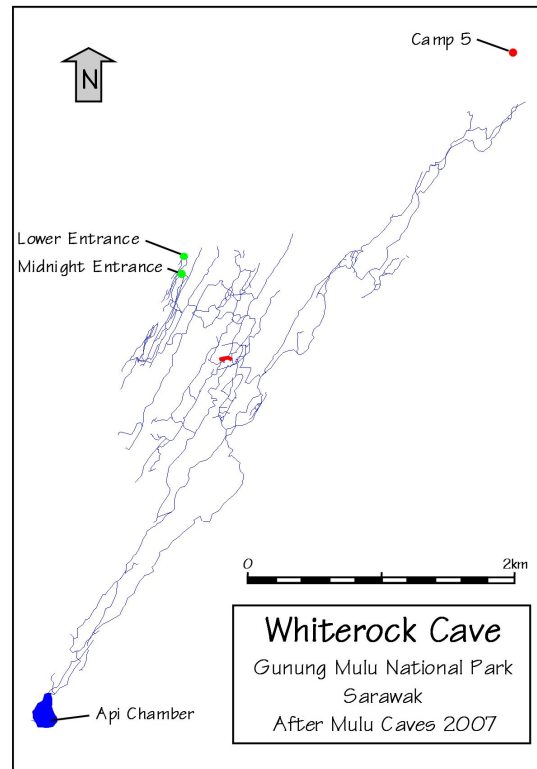 Camp 5
N
Lower Entrance
Midnight Entrance
0 2km
Whiterock Cave
Gunung Mulu National Park
Sarawak
After Mulu Caves 2007
Api Chamber